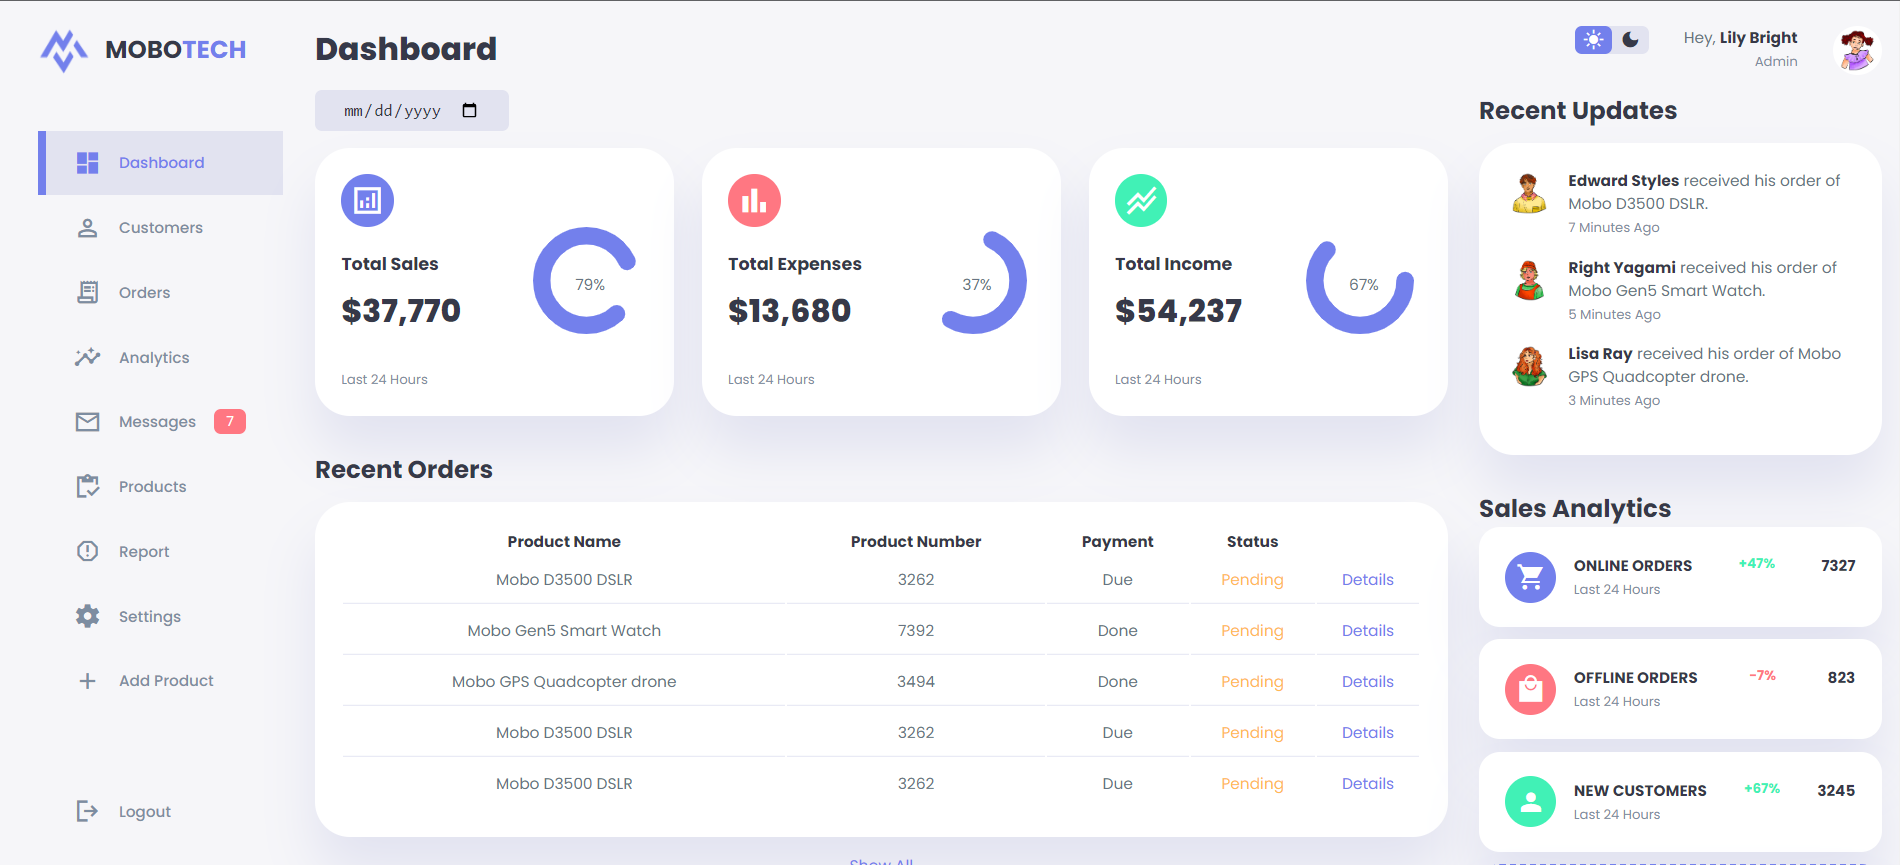 MOBOTECH
Dashboard
Customers
Orders
Analytics
Messages 7
Products
Report
Settings
Add Product
Logout
Dashboard
mm/dd/yyyy
Total Sales
$37,770
79%
Last 24 Hours
Total Expenses
$13,680
37%
Last 24 Hours
Total Income
$54,237
67%
Last 24 Hours
Recent Orders
Product Name Product Number Payment Status
Mobo D3500 DSLR 3262 Due Pending Details
Mobo Gen5 Smart Watch 7392 Done Pending Details
Mobo GPS Quadcopter drone 3494 Done Pending Details
Mobo D3500 DSLR 3262 Due Pending Details
Mobo D3500 DSLR 3262 Due Pending Details
Show All
Hey, Lily Bright
Admin
Recent Updates
Edward Styles received his order of
Mobo D3500 DSLR.
7 Minutes Ago
Right Yagami received his order of
Mobo Gen5 Smart Watch.
5 Minutes Ago
Lisa Ray received his order of Mobo
GPS Quadcopter drone.
3 Minutes Ago
Sales Analytics
ONLINE ORDERS +47% 7327
Last 24 Hours
OFFLINE ORDERS -7% 823
Last 24 Hours
NEW CUSTOMERS +67% 3245
Last 24 Hours